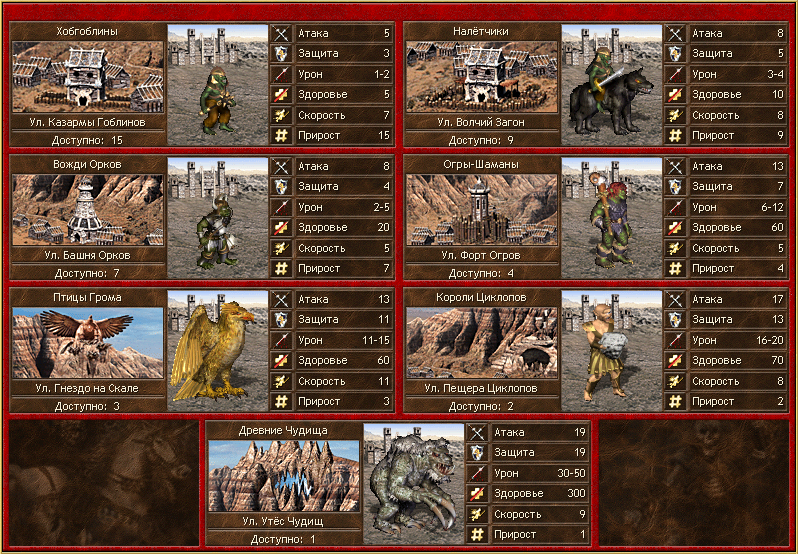 Хобгоблины
Ул. Казармы Гоблинов
Доступно: 15
Атака 5
Защита 3
Урон 1-2
Здоровье 5
Скорость 7
Прирост 15
Налётчики
Ул. Волчий Загон
Доступно: 9
Атака 8
Защита 5
Урон 3-4
Здоровье 10
Скорость 8
Прирост 9
Вожди Орков
Ул. Башня Орков
Доступно: 7
Атака 8
Защита 4
Урон 2-5
Здоровье 20
Скорость 5
Прирост 7
Огры-Шаманы
Ул. Форт Огров
Доступно: 4
Атака 13
Защита 7
Урон 6-12
Здоровье 60
Скорость 5
Прирост 4
Птицы Грома
Ул. Гнездо на Скале
Доступно: 3
Атака 13
Защита 11
Урон 11-15
Здоровье 60
Скорость 11
Прирост 3
Короли Циклопов
Ул. Пещера Циклопов
Доступно: 2
Атака 17
Защита 13
Урон 16-20
Здоровье 70
Скорость 8
Прирост 2
Древние Чудища
Ул. Утёс Чудищ
Доступно: 1
Атака 19
Защита 19
Урон 30-50
Здоровье 300
Скорость 9
Прирост 1